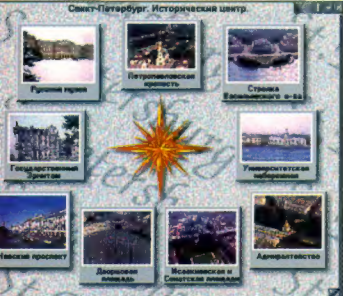 Санкт-Петербург. Исторический центр.
Русский музей
Петропавловская
крепость
Стрелка
Васильевского о-ва
Государственный
Эрмитаж
Университетская
набережная
Невский проспект
Дворцовая
площадь
Исаакиевская и
Сенатская площади
Адмиралтейство